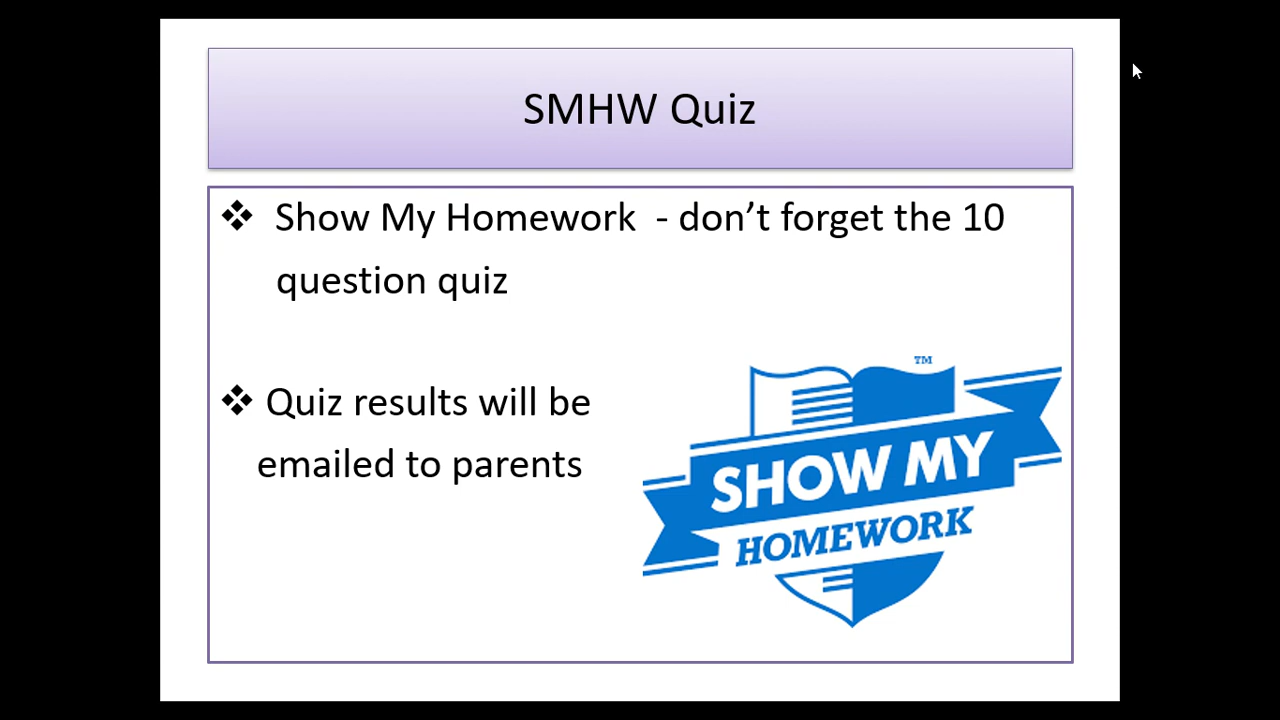 SMHW Quiz
❖ Show My Homework - don’t forget the 10
question quiz
❖ Quiz results will be
emailed to parents
TM
SHOW MY
HOMEWORK